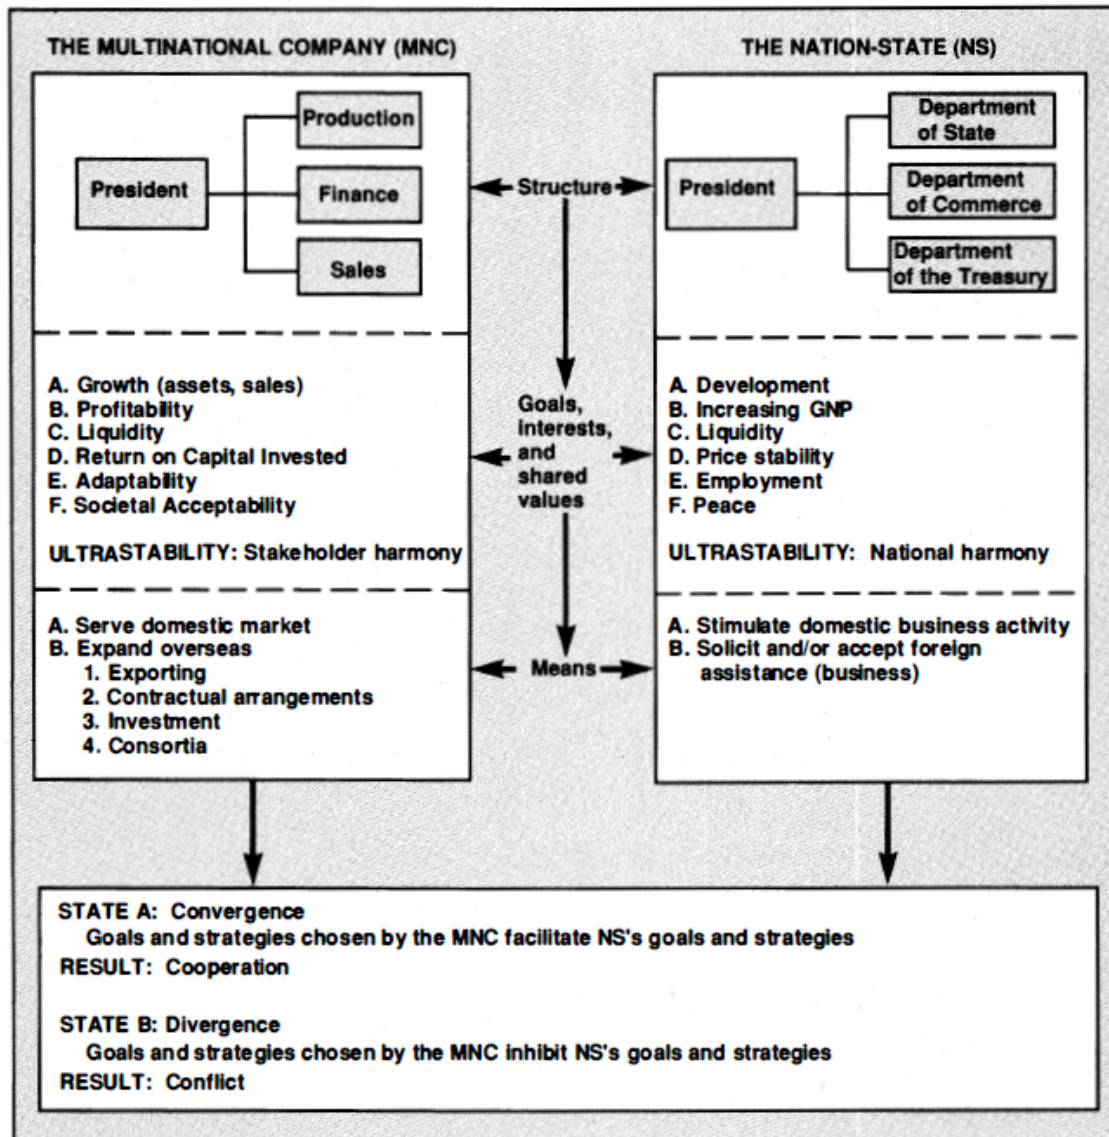 THE MULTINATIONAL COMPANY (MNC)
President
Production
Finance
Sales
A. Growth (assets, sales)
B. Profitability
C. Liquidity
D. Return on Capital Invested
E. Adaptability
F. Societal Acceptability
ULTRASTABILITY: Stakeholder harmony
A. Serve domestic market
B. Expand overseas
1. Exporting
2. Contractual arrangements
3. Investment
4. Consortia
Structure
Goals,
interests,
and
shared
values
Means
THE NATION-STATE (NS)
President
Department
of State
Department
of Commerce
Department
of the Treasury
A. Development
B. Increasing GNP
C. Liquidity
D. Price stability
E. Employment
F. Peace
ULTRASTABILITY: National harmony
A. Stimulate domestic business activity
B. Solicit and/or accept foreign
assistance (business)
STATE A: Convergence
Goals and strategies chosen by the MNC facilitate NS's goals and strategies
RESULT: Cooperation
STATE B: Divergence
Goals and strategies chosen by the MNC inhibit NS's goals and strategies
RESULT: Conflict